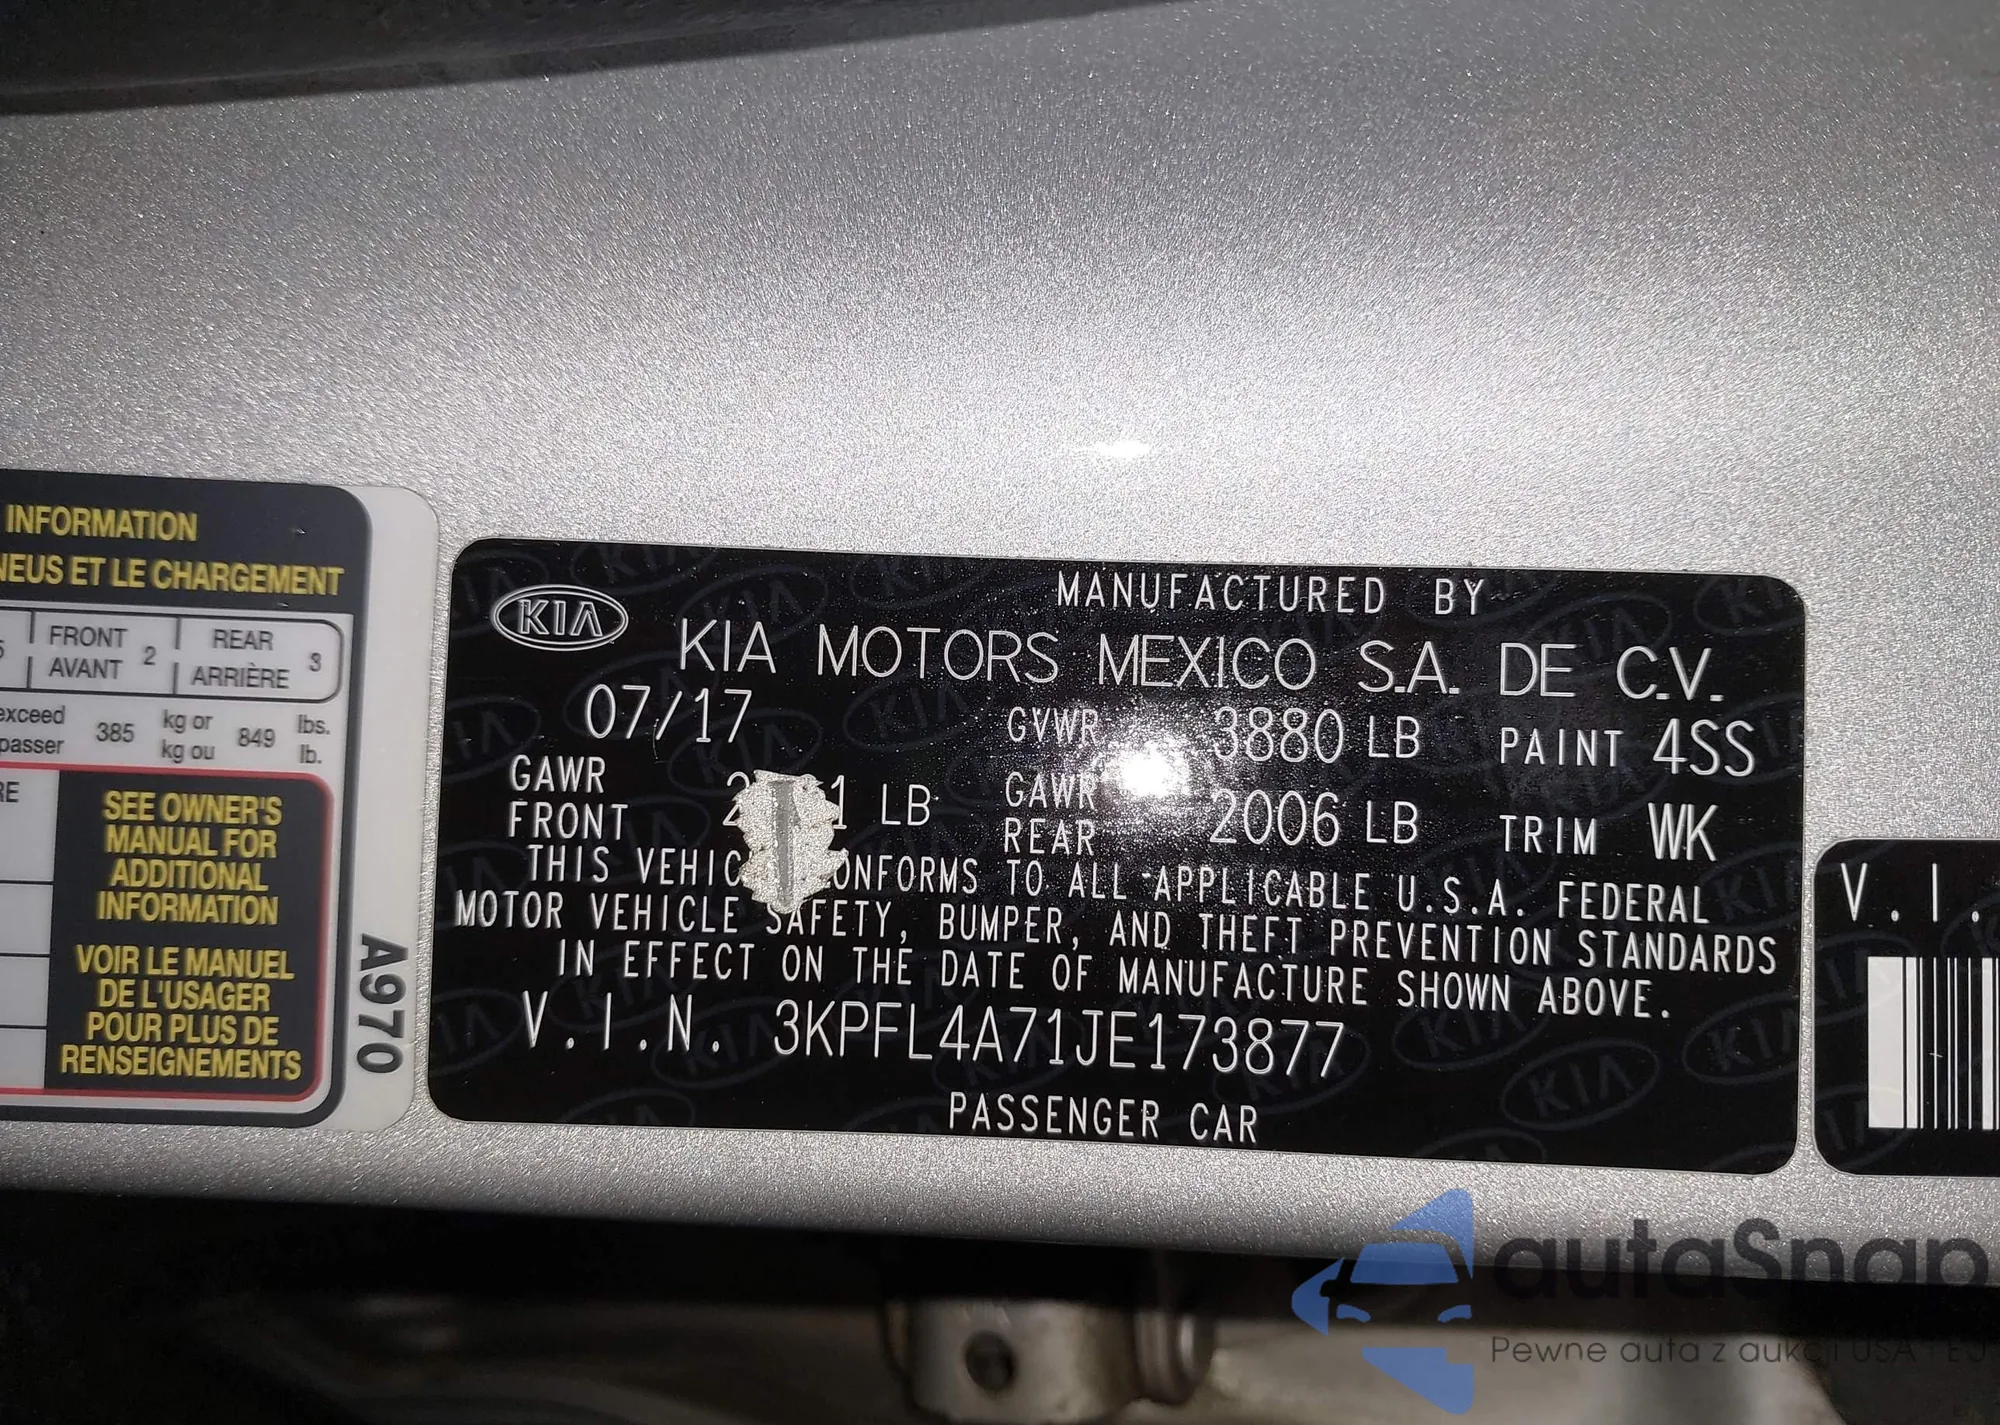 INFORMATION
NEUS ET LE CHARGEMENT
5 FRONT 2 REAR 3
AVANT ARRIÈRE
exceed 385 kg or 849 lbs.
passer kg ou lb.
RE
SEE OWNER'S
MANUAL FOR
ADDITIONAL
INFORMATION
VOIR LE MANUEL
DE L'USAGER
POUR PLUS DE
RENSEIGNEMENTS
A970
KIA
MANUFACTURED BY
KIA MOTORS MEXICO S.A. DE C.V.
07/17 GVWR 3880 LB PAINT 4SS
GAWR FRONT LB GAWR REAR 2006 LB TRIM WK
THIS CONFORMS TO ALL APPLICABLE U.S.A. FEDERAL
MOTOR VEHICLE SAFETY, BUMPER, AND THEFT PREVENTION STANDARDS
IN EFFECT ON THE DATE OF MANUFACTURE SHOWN ABOVE.
V.I.N. 3KPFL4A71JE173877
PASSENGER CAR
V.I.
autaSnap
Pewne auta z aukcji USA i EU